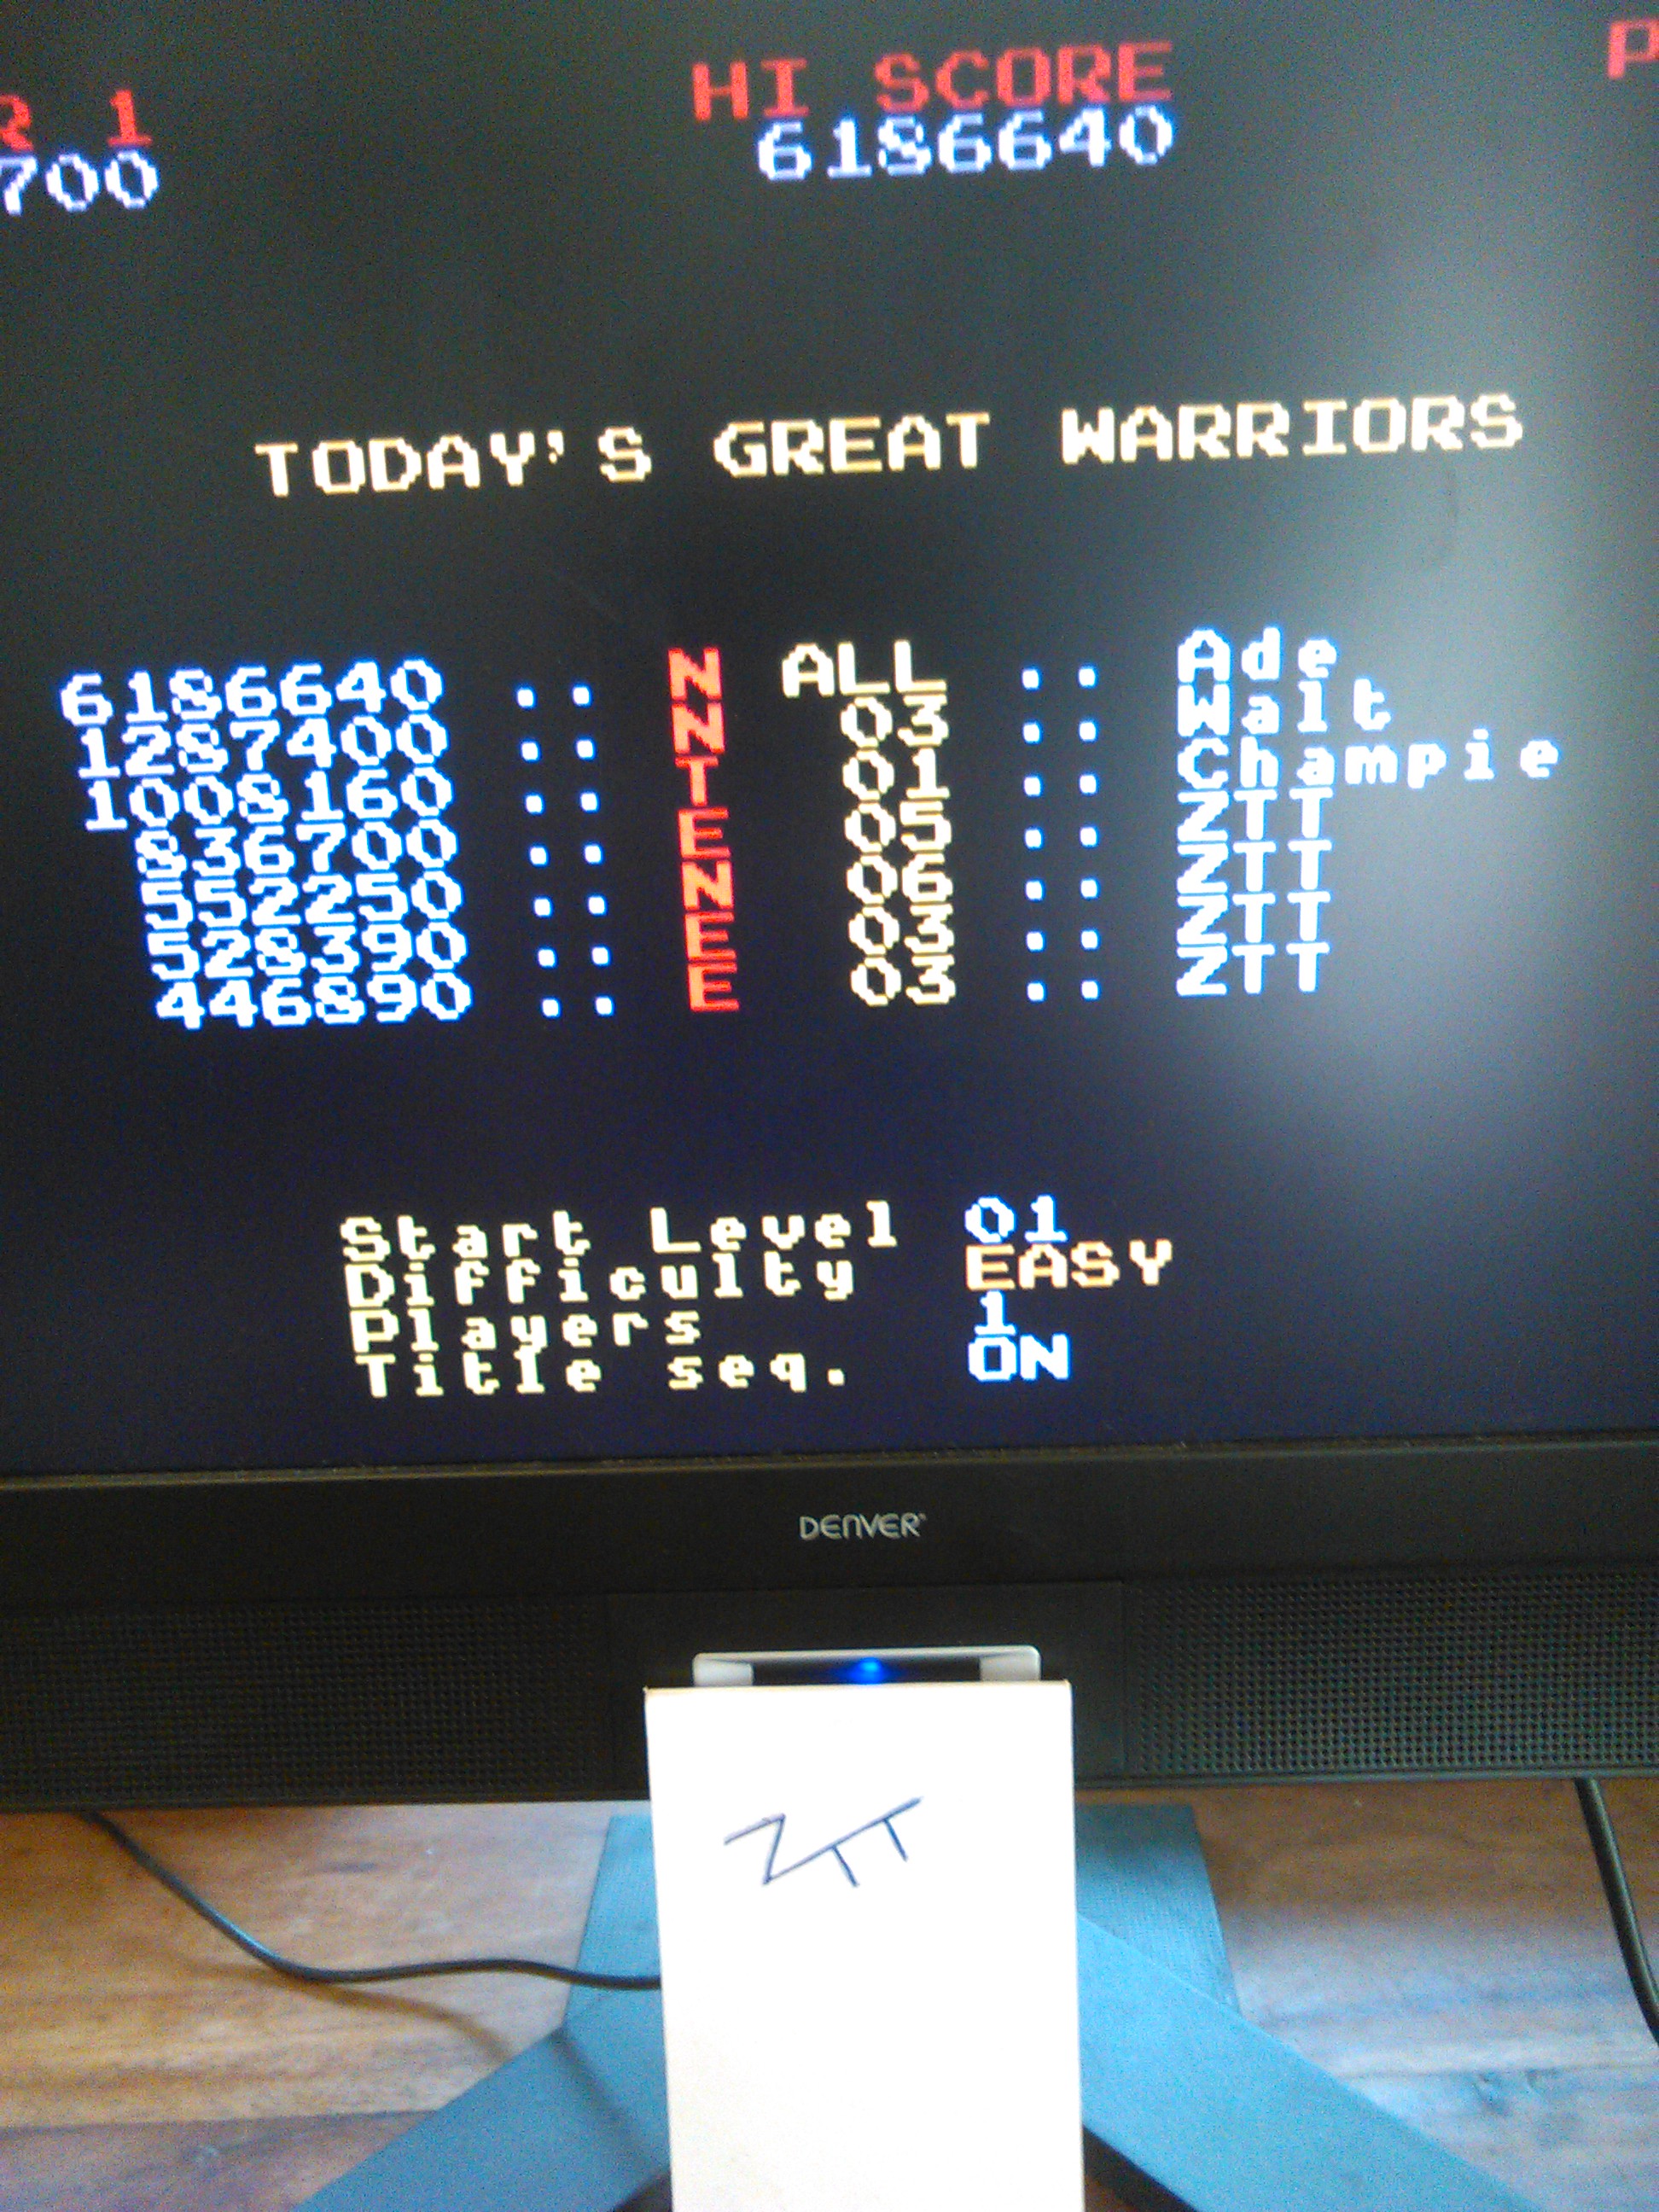 R 1 HI SCORE P
700 6186640
TODAY'S GREAT WARRIORS
6186640 .. N ALL .. Ade
1287400 .. N 03 .. Walt
1008160 .. T 01 .. Champie
836700 .. E 05 .. ZTT
552250 .. N 06 .. ZTT
528390 .. E 03 .. ZTT
446890 .. E 03 .. ZTT
Start Level 01
Difficulty EASY
Players 1
Title seq. ON
DENVER
ZTT